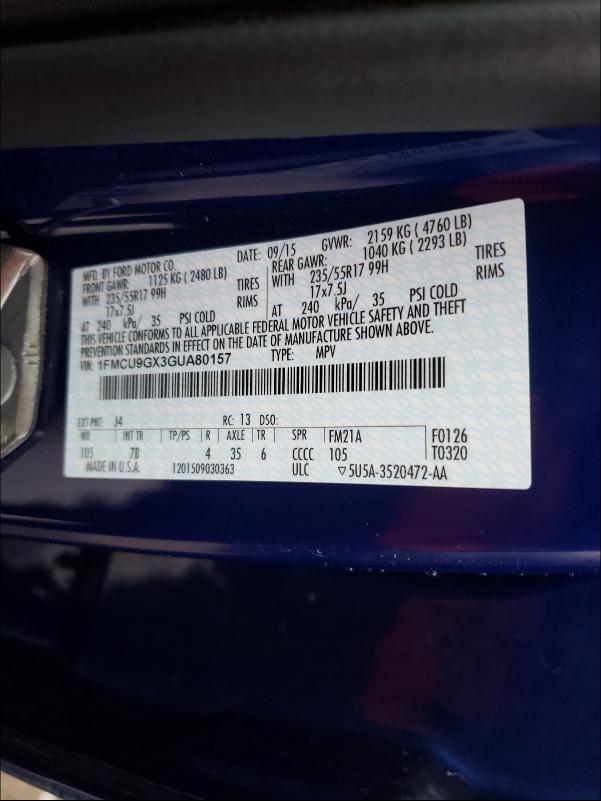 MFD. BY FORD MOTOR CO.
DATE: 09/15 GVWR: 2159 KG ( 4760 LB)
FRONT GAWR: 1125 KG ( 2480 LB) REAR GAWR: 1040 KG ( 2293 LB)
WITH 235/55R17 99H TIRES 235/55R17 99H TIRES
17x7.5J RIMS WITH 17x7.5J RIMS
AT 240 kPa/ 35 PSI COLD AT 240 kPa/ 35 PSI COLD
THIS VEHICLE CONFORMS TO ALL APPLICABLE FEDERAL MOTOR VEHICLE SAFETY AND THEFT
PREVENTION STANDARDS IN EFFECT ON THE DATE OF MANUFACTURE SHOWN ABOVE.
VIN: 1FMCU9GX3GUA80157 TYPE: MPV
EXT PNT: J4 RC: 13 DSO:
WB INT TR TP/PS R AXLE TR SPR FM21A F0126
105 7B 4 35 6 CCCC 105 T0320
MADE IN U.S.A. 1201509030363 ULC ▽5U5A-3520472-AA